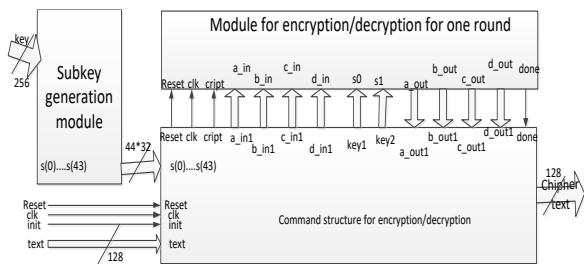 Module for encryption/decryption for one round
key
256
Subkey
generation
module
s(0)....s(43)
44*32
a_in
b_in
c_in
d_in
s0
s1
a_out
b_out
c_out
d_out
done
Reset clk cript
Reset clk cript
a_in1
b_in1
c_in1
d_in1
key1
key2
a_out1
b_out1
c_out1
d_out1
done
s(0)....s(43)
Reset
clk
init
text
128
Reset
clk
init
text
Command structure for encryption/decryption
128
Chipher
text